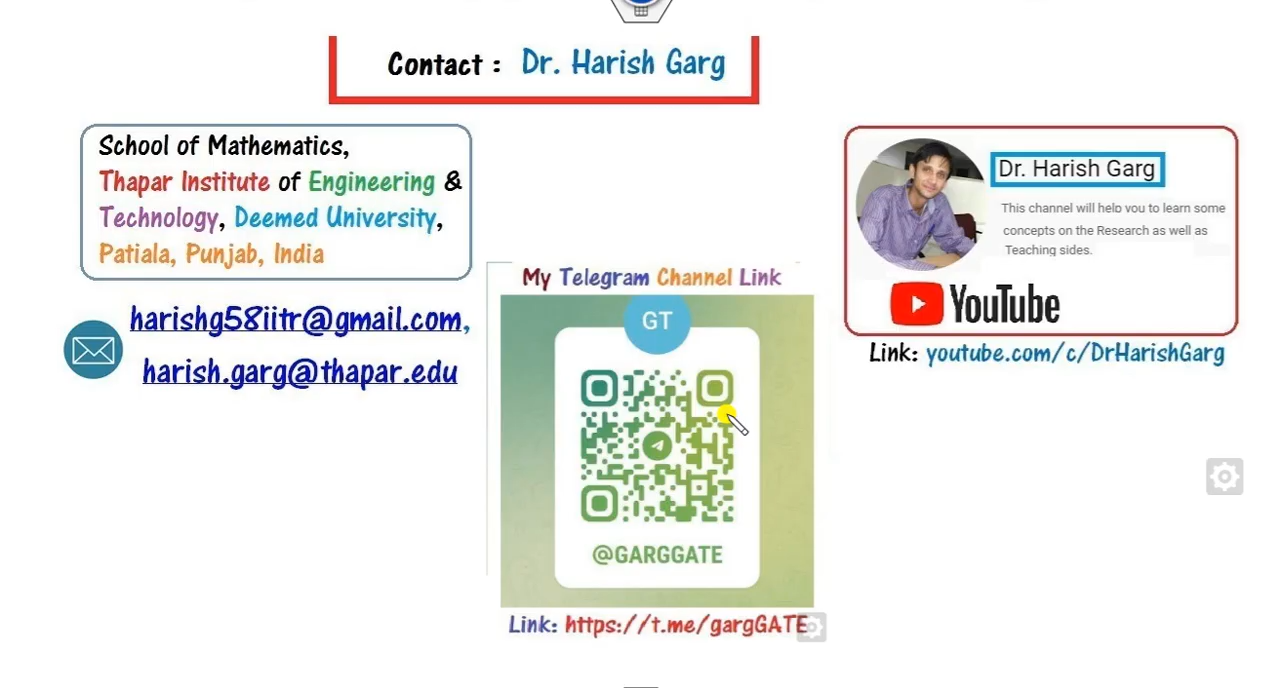 Contact : Dr. Harish Garg
School of Mathematics,
Thapar Institute of Engineering &
Technology, Deemed University,
Patiala, Punjab, India
harishg58iitr@gmail.com,
harish.garg@thapar.edu
My Telegram Channel Link
GT
@GARGGATE
Link: https://t.me/gargGATE
Dr. Harish Garg
This channel will help you to learn some
concepts on the Research as well as
Teaching sides.
YouTube
Link: youtube.com/c/DrHarishGarg